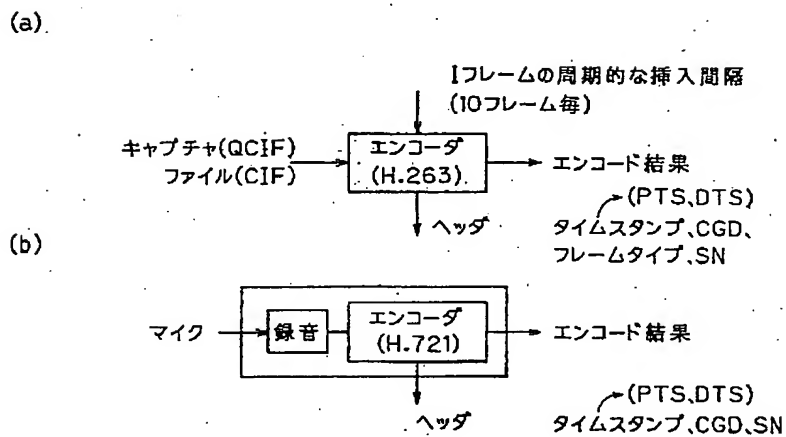 (a)
Iフレームの周期的な挿入間隔
(10フレーム毎)
キャプチャ(QCIF)
ファイル(CIF)
エンコーダ
(H.263)
エンコード結果
(PTS、DTS)
タイムスタンプ、CGD、
フレームタイプ、SN
ヘッダ
(b)
マイク
録音
エンコーダ
(H.721)
エンコード結果
(PTS、DTS)
タイムスタンプ、CGD、SN
ヘッダ